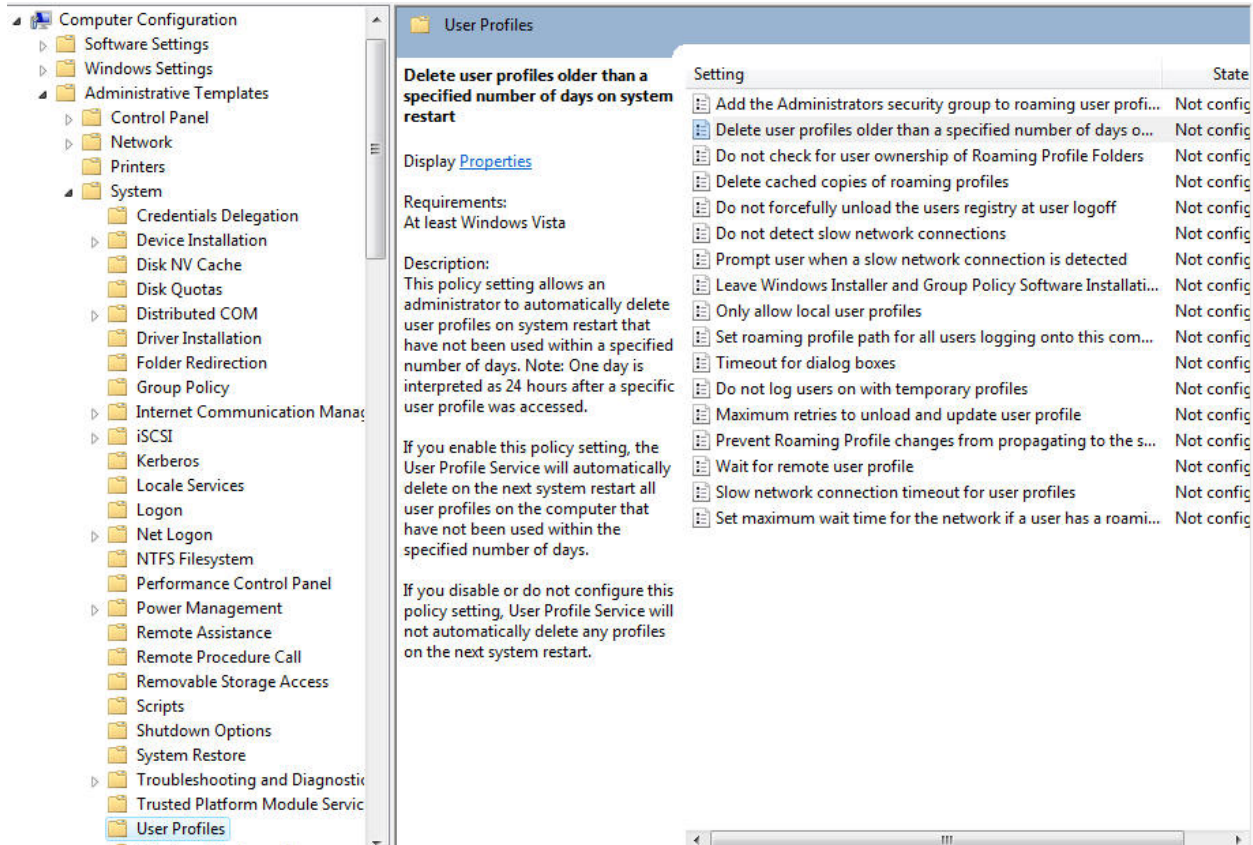 Computer Configuration
Software Settings
Windows Settings
Administrative Templates
Control Panel
Network
Printers
System
Credentials Delegation
Device Installation
Disk NV Cache
Disk Quotas
Distributed COM
Driver Installation
Folder Redirection
Group Policy
Internet Communication Manag
iSCSI
Kerberos
Locale Services
Logon
Net Logon
NTFS Filesystem
Performance Control Panel
Power Management
Remote Assistance
Remote Procedure Call
Removable Storage Access
Scripts
Shutdown Options
System Restore
Troubleshooting and Diagnostic
Trusted Platform Module Servic
User Profiles
User Profiles
Delete user profiles older than a
specified number of days on system
restart
Display Properties
Requirements:
At least Windows Vista
Description:
This policy setting allows an
administrator to automatically delete
user profiles on system restart that
have not been used within a specified
number of days. Note: One day is
interpreted as 24 hours after a specific
user profile was accessed.
If you enable this policy setting, the
User Profile Service will automatically
delete on the next system restart all
user profiles on the computer that
have not been used within the
specified number of days.
If you disable or do not configure this
policy setting, User Profile Service will
not automatically delete any profiles
on the next system restart.
Setting State
Add the Administrators security group to roaming user profi... Not config
Delete user profiles older than a specified number of days o... Not config
Do not check for user ownership of Roaming Profile Folders Not config
Delete cached copies of roaming profiles Not config
Do not forcefully unload the users registry at user logoff Not config
Do not detect slow network connections Not config
Prompt user when a slow network connection is detected Not config
Leave Windows Installer and Group Policy Software Installati... Not config
Only allow local user profiles Not config
Set roaming profile path for all users logging onto this com... Not config
Timeout for dialog boxes Not config
Do not log users on with temporary profiles Not config
Maximum retries to unload and update user profile Not config
Prevent Roaming Profile changes from propagating to the s... Not config
Wait for remote user profile Not config
Slow network connection timeout for user profiles Not config
Set maximum wait time for the network if a user has a roami... Not config